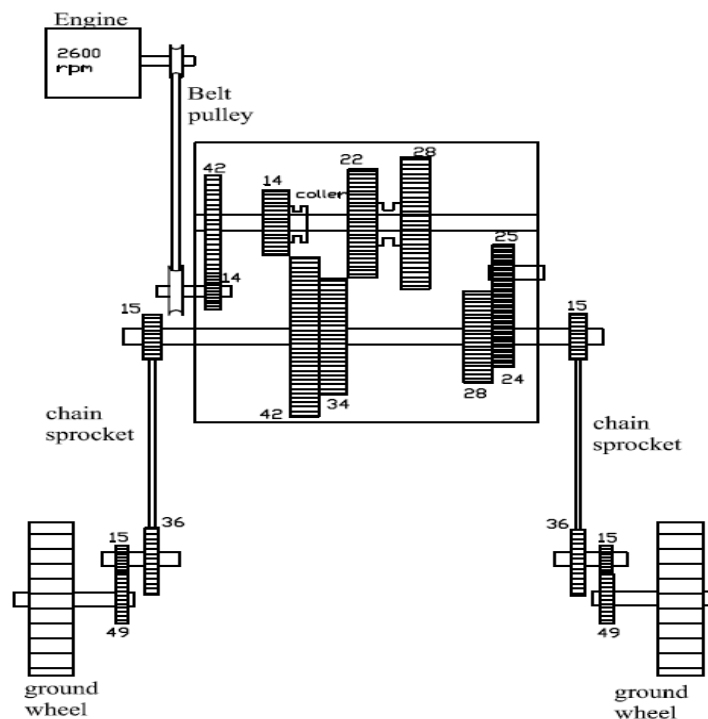 Engine
2600
rpm
Belt
pulley
42
14
coller
22
28
25
14
15
15
42
34
28
24
chain
sprocket
chain
sprocket
36
15
49
36
15
49
ground
wheel
ground
wheel